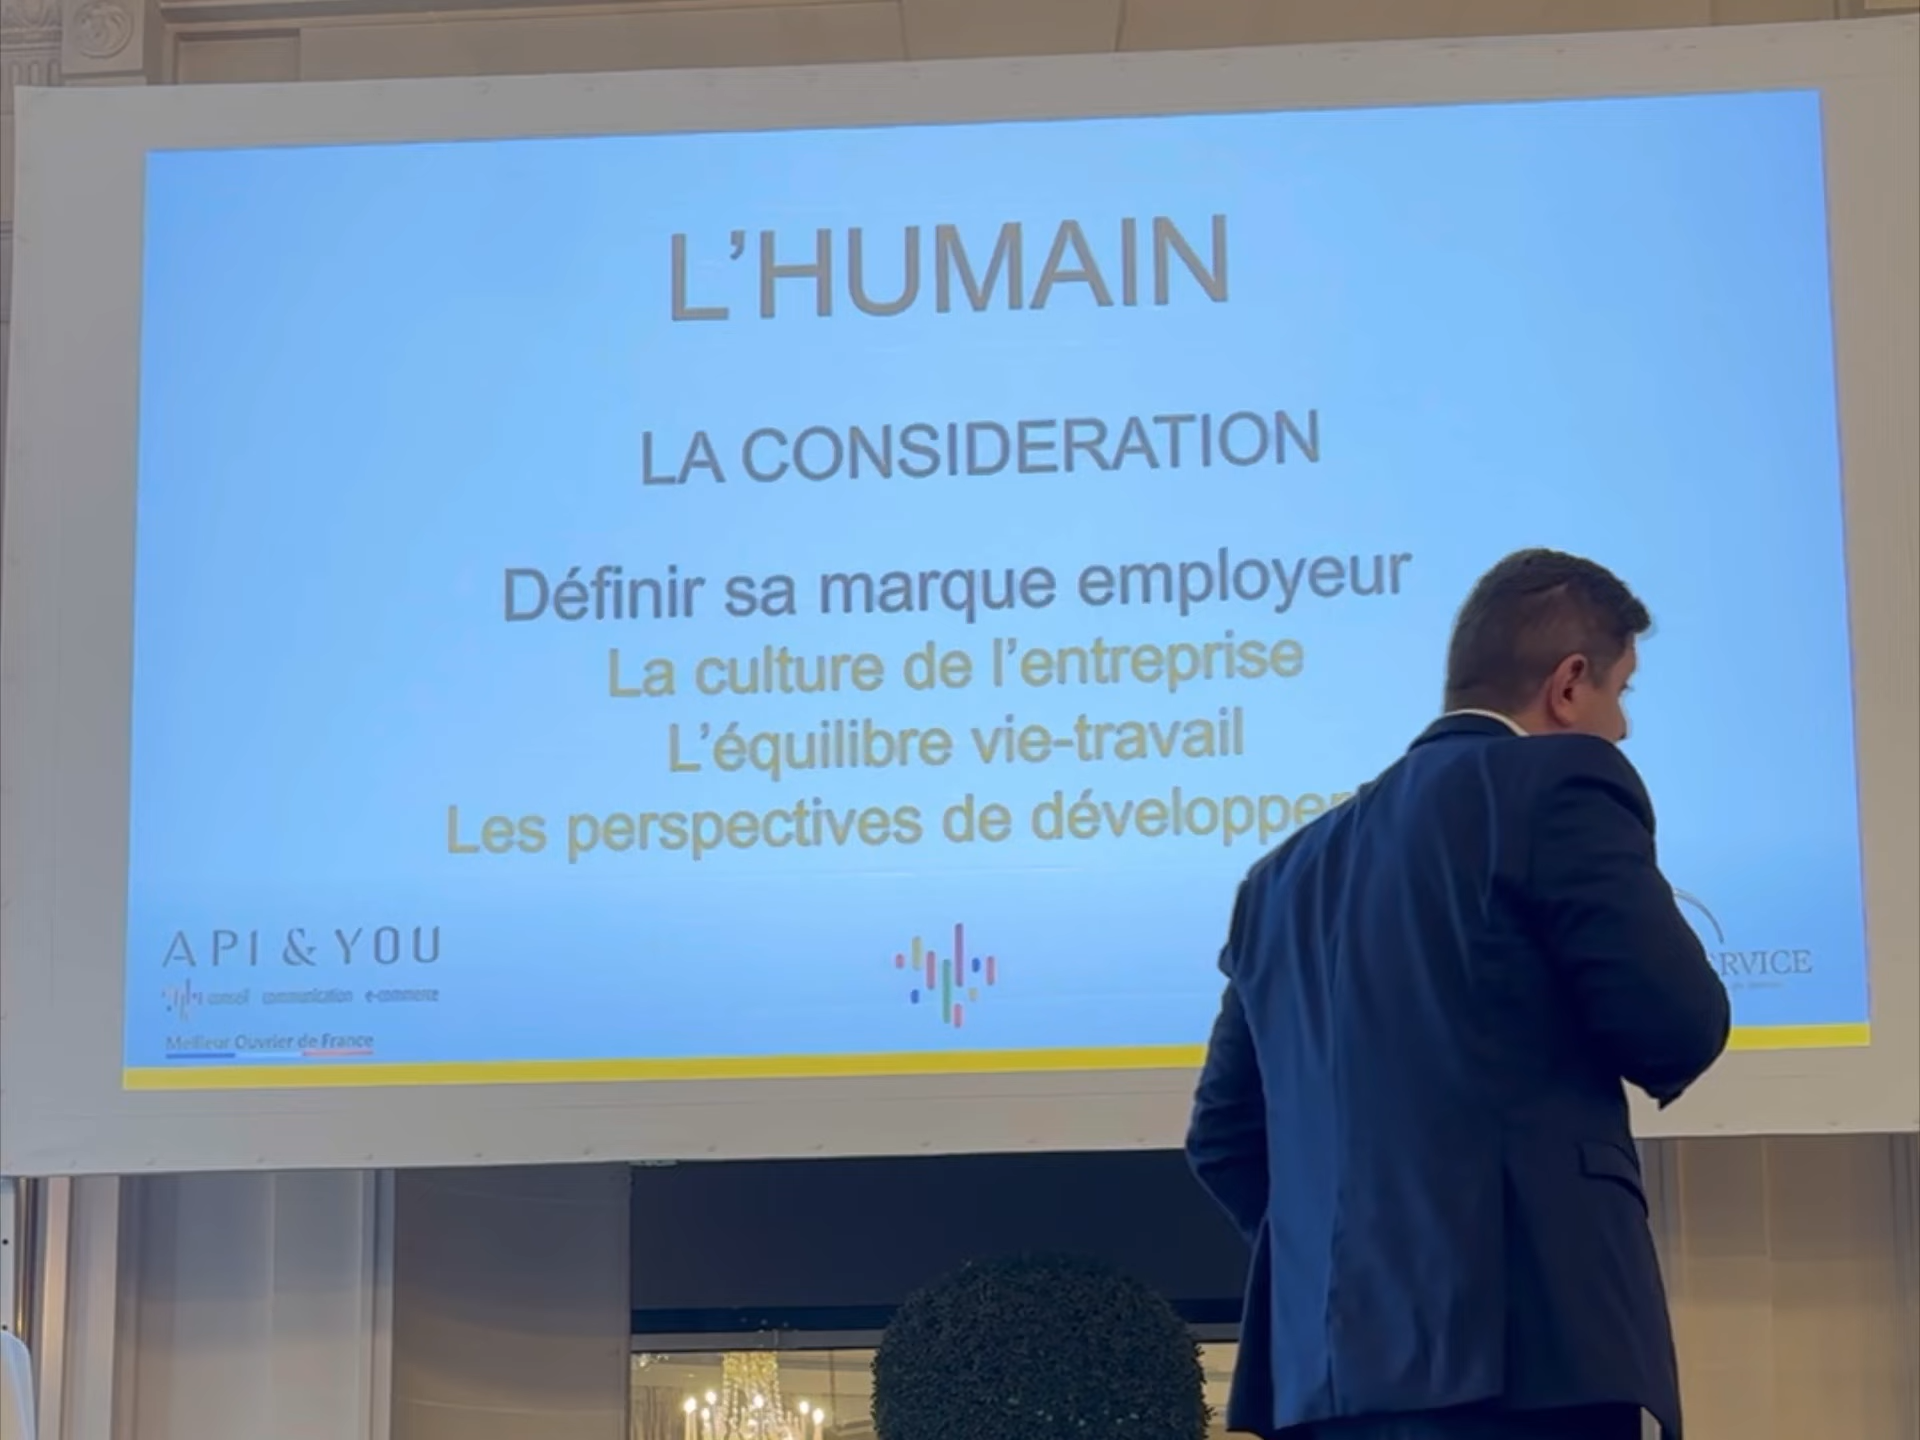 L'HUMAIN
LA CONSIDERATION
Définir sa marque employeur
La culture de l'entreprise
L'équilibre vie-travail
Les perspectives de développe
API & YOU
conseil communication e-commerce
Meilleur Ouvrier de France
RVICE